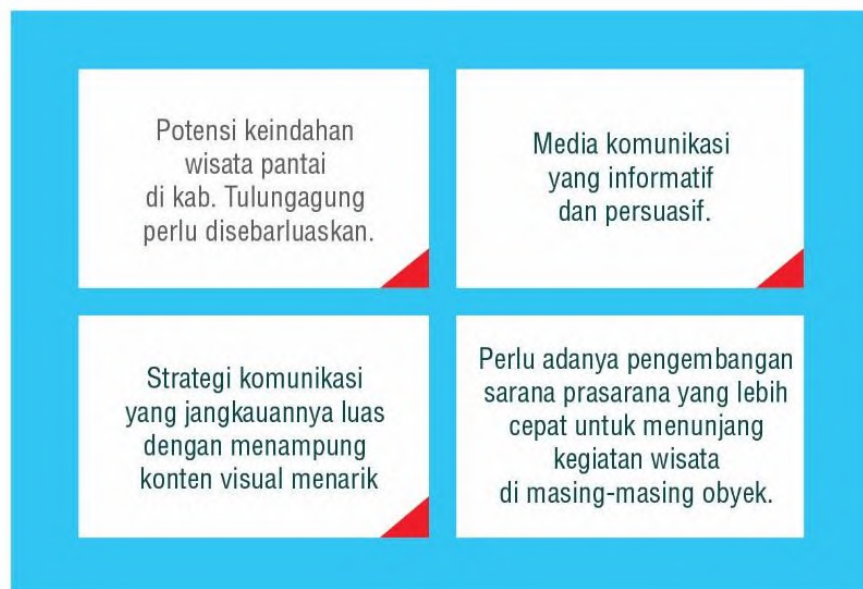 Potensi keindahan
wisata pantai
di kab. Tulungagung
perlu disebarluaskan.
Media komunikasi
yang informatif
dan persuasif.
Strategi komunikasi
yang jangkauannya luas
dengan menampung
konten visual menarik
Perlu adanya pengembangan
sarana prasarana yang lebih
cepat untuk menunjang
kegiatan wisata
di masing-masing obyek.